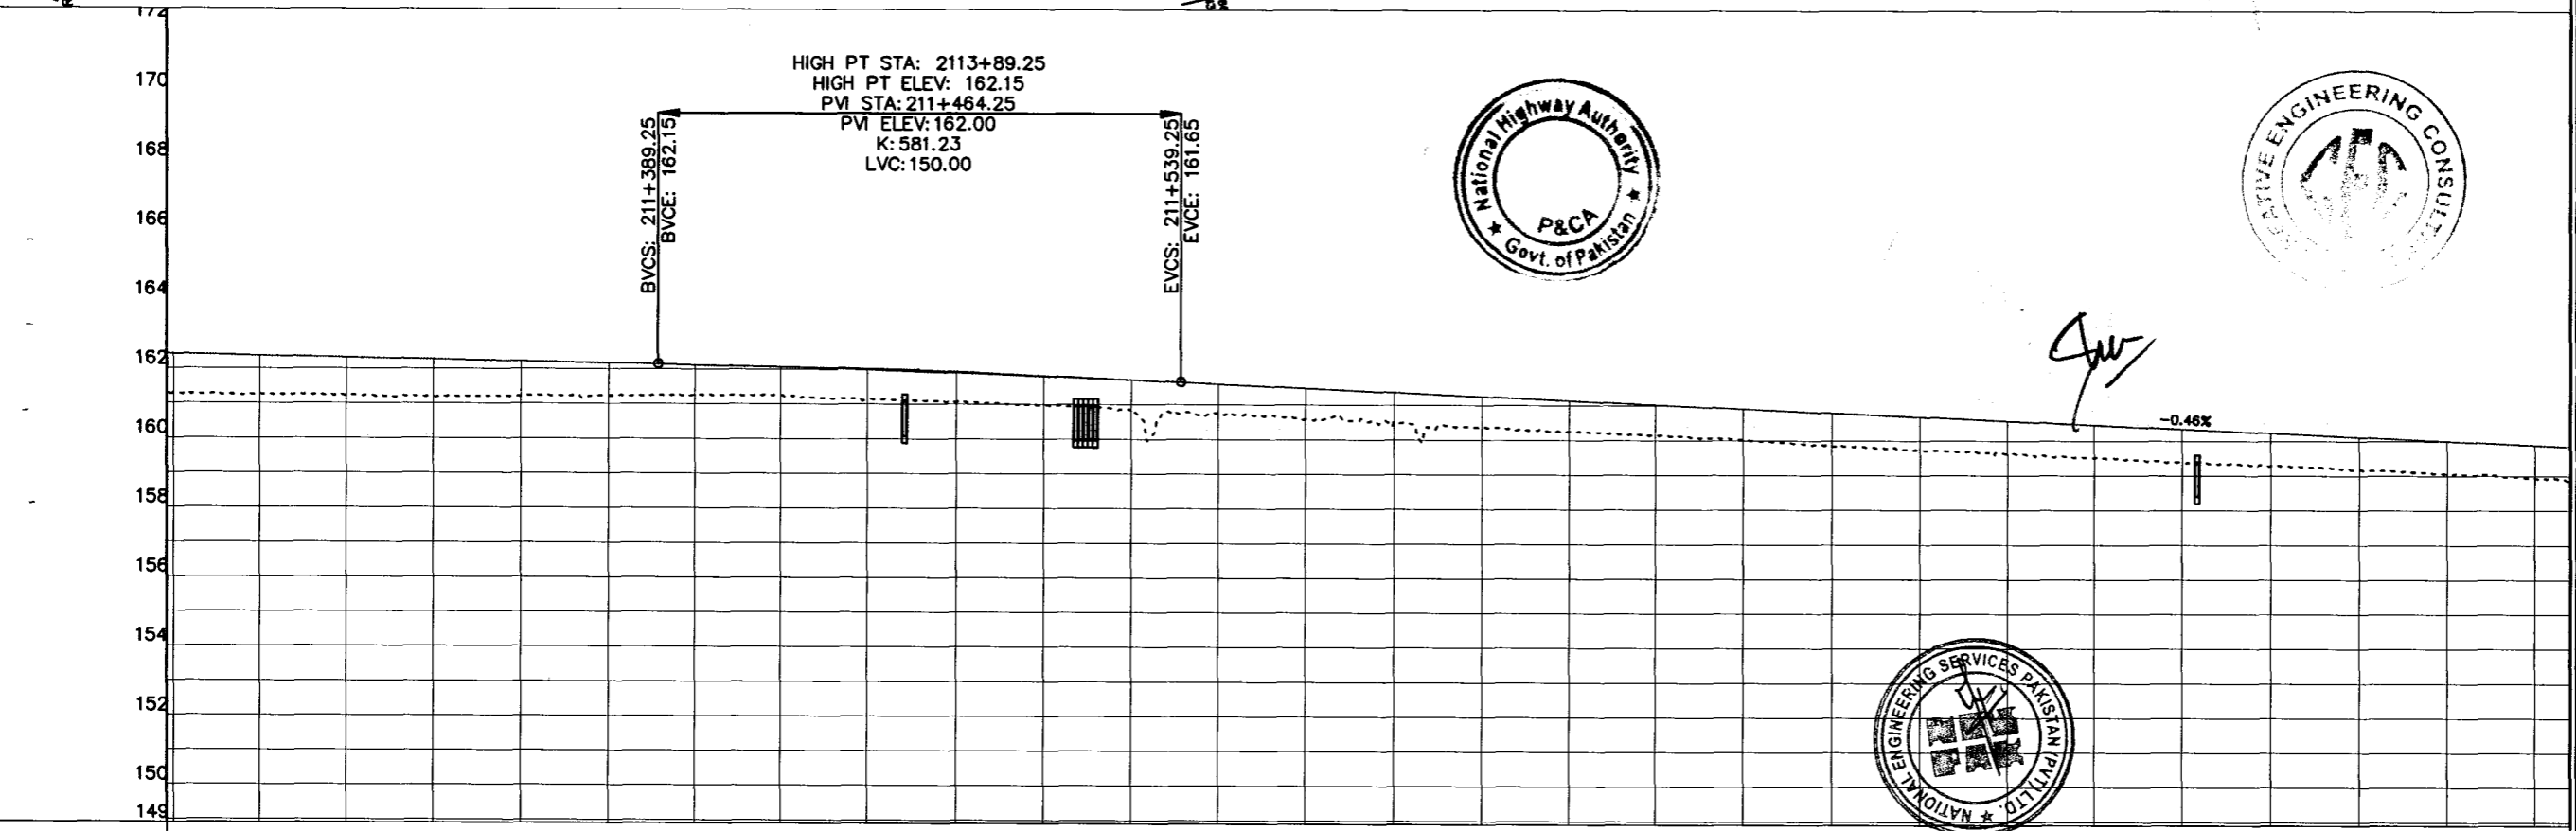 172
HIGH PT STA: 2113+89.25
HIGH PT ELEV: 162.15
PVI STA: 211+464.25
PVI ELEV: 162.00
K: 581.23
LVC: 150.00
BVCS: 211+389.25
BVCE: 162.15
EVCS: 211+539.25
EVCE: 161.65
170
168
166
164
162
160
158
156
154
152
150
149
-0.46%
National Highway Authority
P&CA
★ Govt. of Pakistan ★
ENGINEERING
NATIONAL ENGINEERING SERVICES PAKISTAN (PVT) LTD. ★